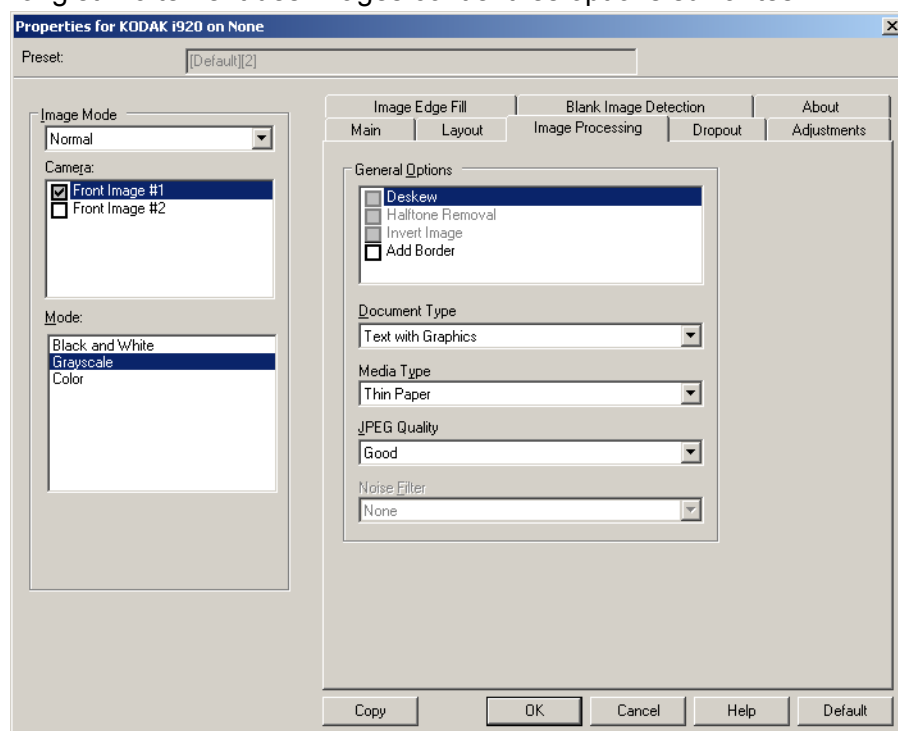 Properties for KODAK i920 on None
Preset: [Default][2]
Image Mode
Normal
Camera:
Front Image #1
Front Image #2
Mode:
Black and White
Grayscale
Color
Image Edge Fill Blank Image Detection About
Main Layout Image Processing Dropout Adjustments
General Options
Deskew
Halftone Removal
Invert Image
Add Border
Document Type
Text with Graphics
Media Type
Thin Paper
JPEG Quality
Good
Noise Filter
None
Copy OK Cancel Help Default